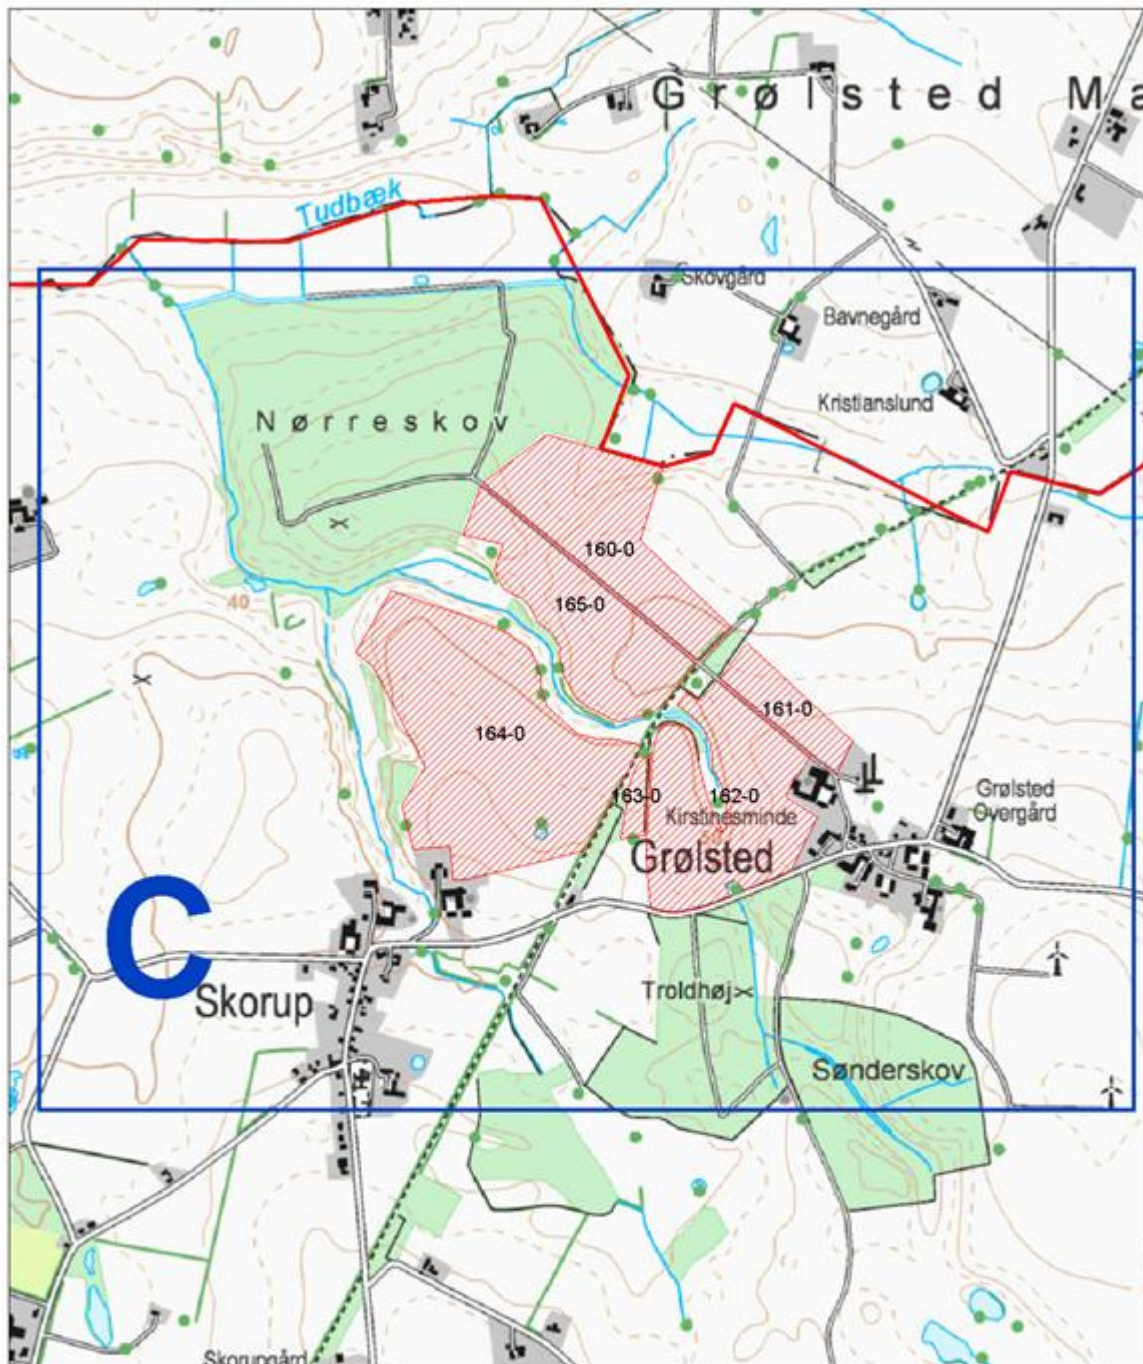 Grølsted Ma
Tudbæk
Skovgård
Bavnegård
Kristianslund
Nørreskov
160-0
165-0
40
161-0
164-0
163-0
162-0
Kirstinesminde
Grølsted
Overgård
Grølsted
C
Skorup
Troldhøj
Sønderskov
Skorupgård